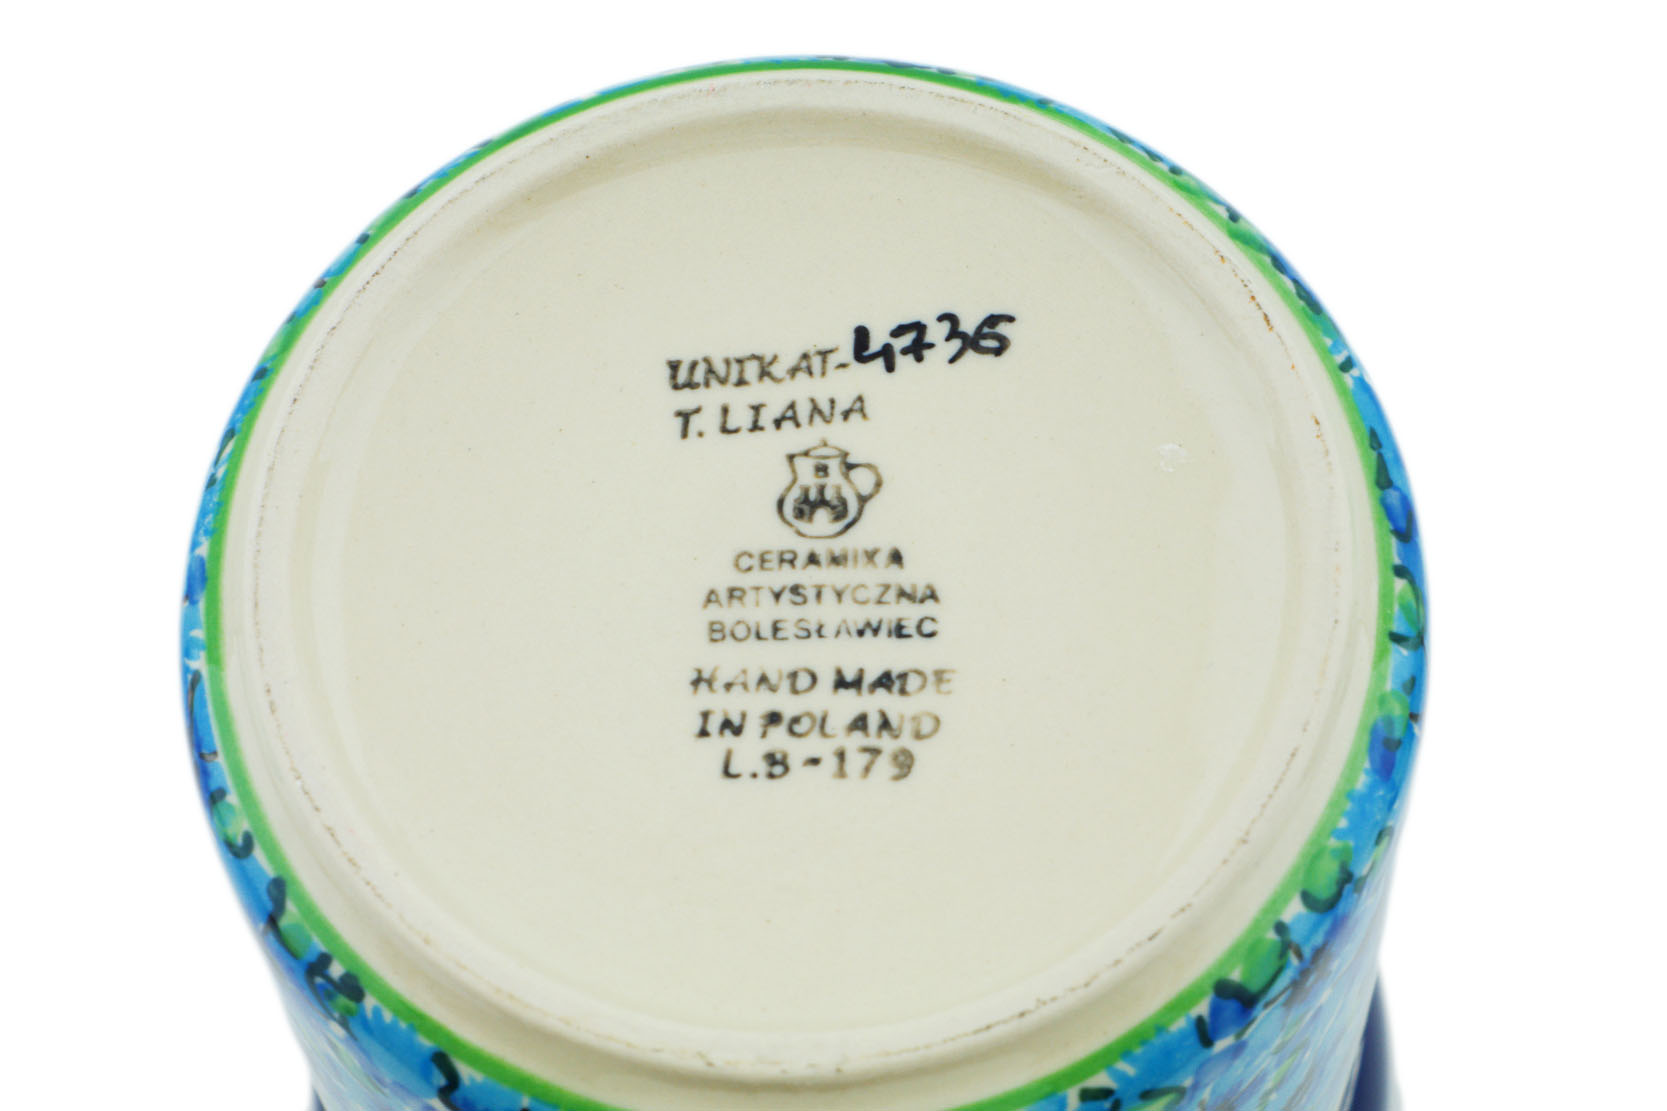 UNIKAT-4736
T. LIANA
B
CERAMIKA
ARTYSTYCZNA
BOLESŁAWIEC
HAND MADE
IN POLAND
L.B-179